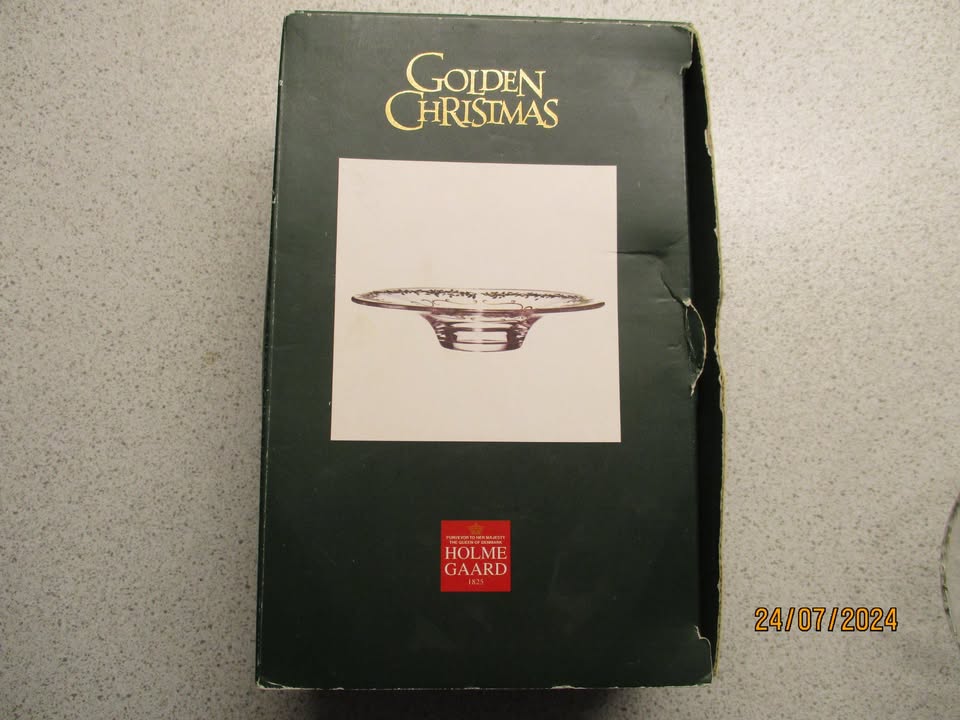 GOLDEN
CHRISTMAS
PURVEYOR TO HER MAJESTY
THE QUEEN OF DENMARK
HOLME
GAARD
1825
24/07/2024